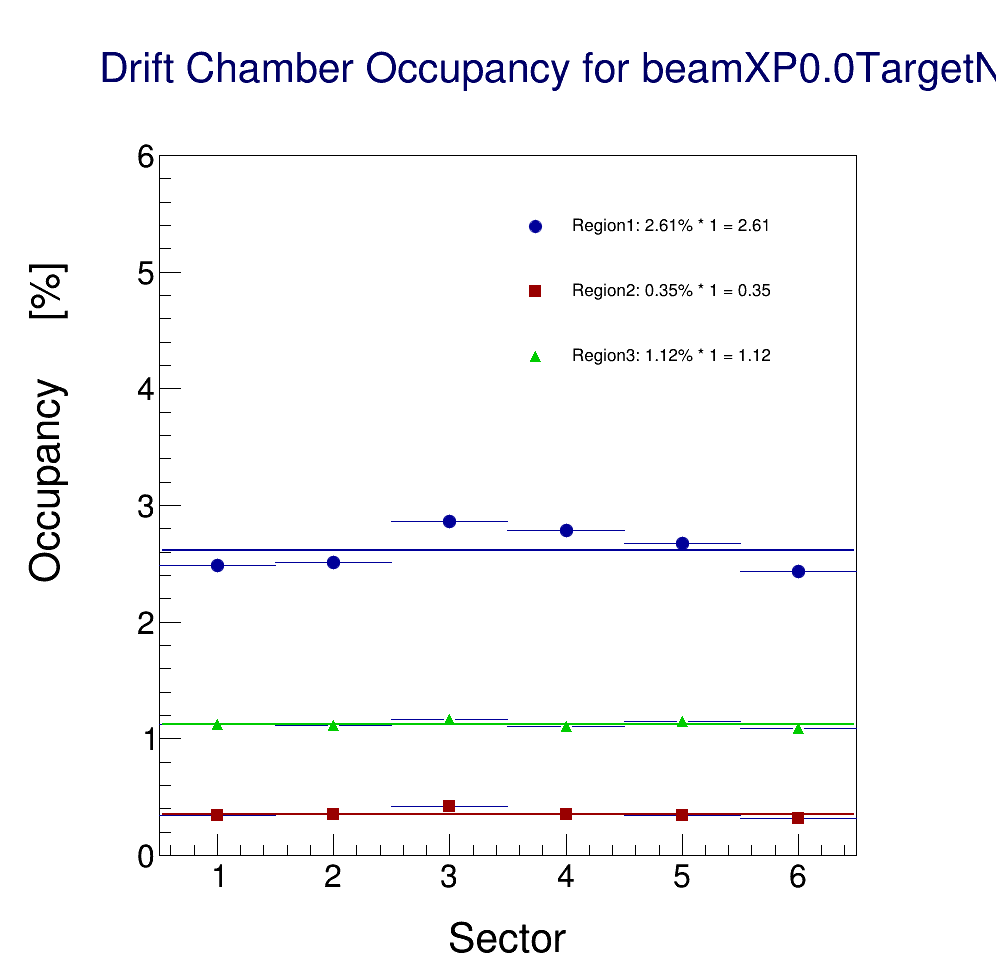 Drift Chamber Occupancy for beamXP0.0TargetN
6
5
4
3
2
1
0
Occupancy [%]
Region1: 2.61% * 1 = 2.61
Region2: 0.35% * 1 = 0.35
Region3: 1.12% * 1 = 1.12
1 2 3 4 5 6
Sector